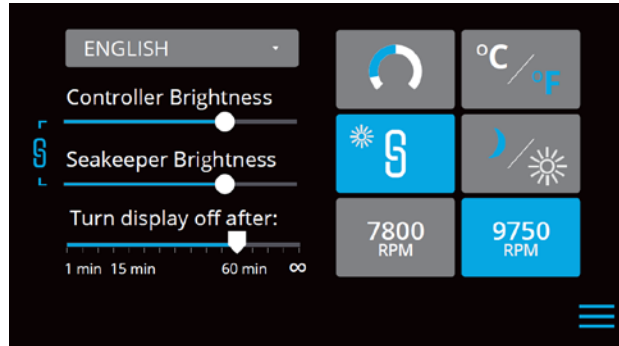 ENGLISH
Controller Brightness
Seakeeper Brightness
Turn display off after:
1 min 15 min 60 min ∞
°C/°F
7800
RPM
9750
RPM